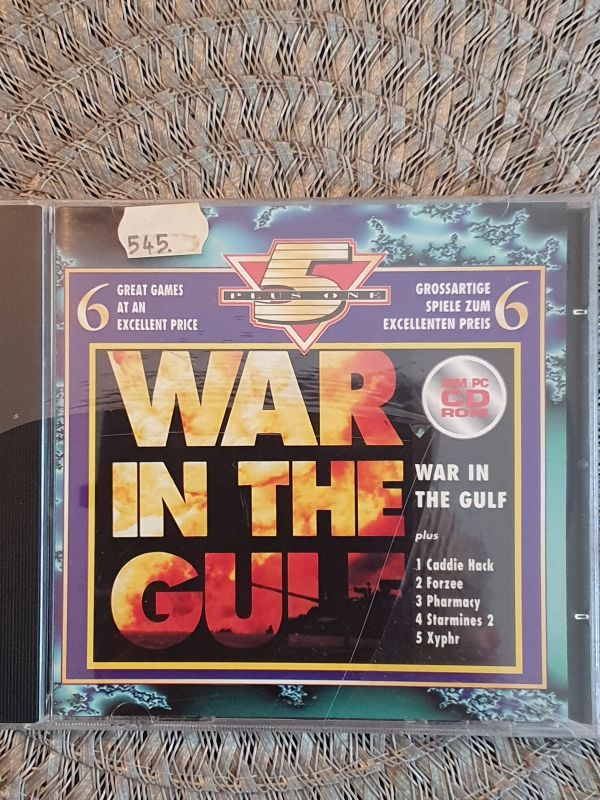 545.
5
PLUS ONE
6
GREAT GAMES
AT AN
EXCELLENT PRICE
GROSSARTIGE
SPIELE ZUM
EXCELLENTEN PREIS
6
WAR
IN THE
GULF
IBM PC
CD
ROM
WAR IN
THE GULF
plus
1 Caddie Hack
2 Forzee
3 Pharmacy
4 Starmines 2
5 Xyphr